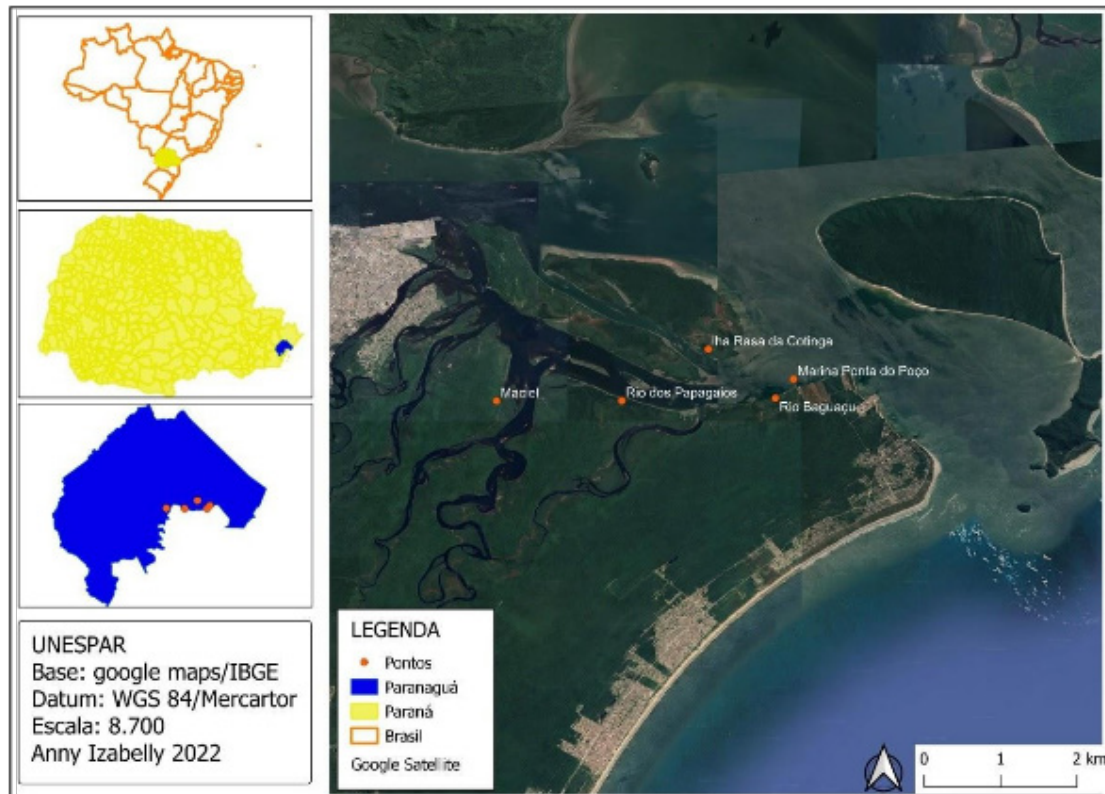 Ilha Rasa da Cotinga
Marina Ponta do Poço
Maciel
Rio dos Papagaios
Rio Baguaçu
UNESPAR
Base: google maps/IBGE
Datum: WGS 84/Mercartor
Escala: 8.700
Anny Izabelly 2022
LEGENDA
Pontos
Paranaguá
Paraná
Brasil
Google Satellite
0 1 2 km